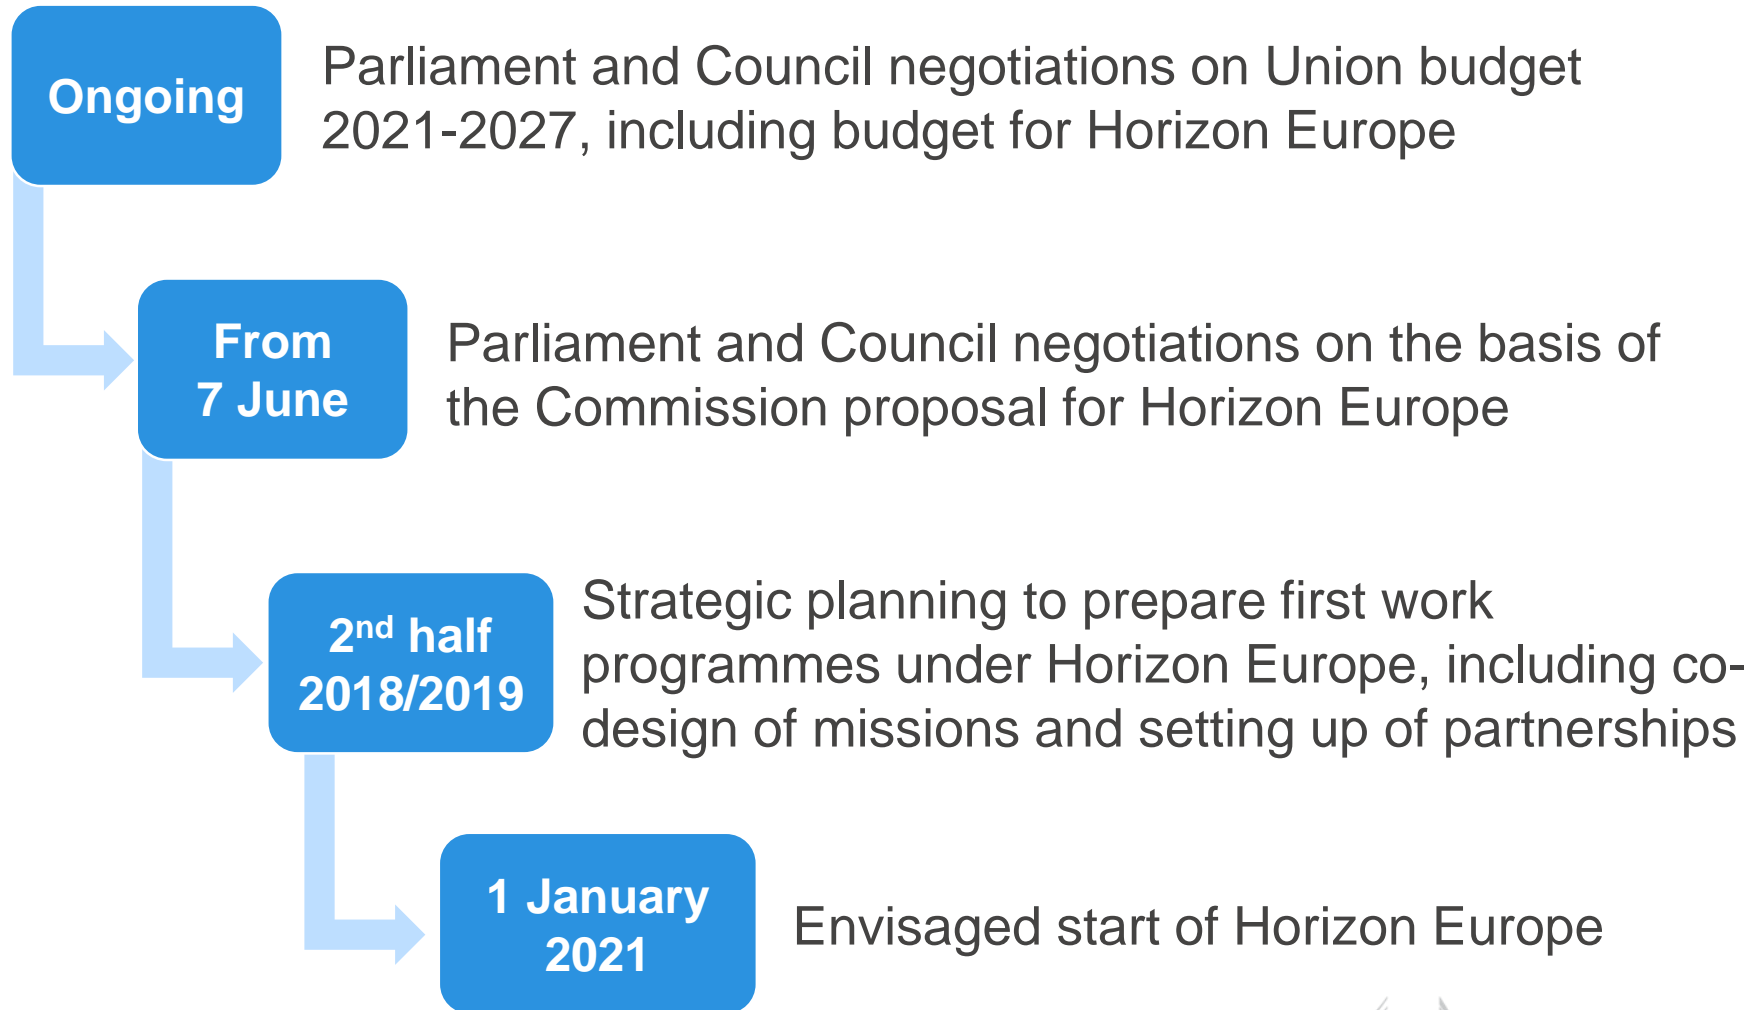 Ongoing
Parliament and Council negotiations on Union budget
2021-2027, including budget for Horizon Europe
From
7 June
Parliament and Council negotiations on the basis of
the Commission proposal for Horizon Europe
2nd half
2018/2019
Strategic planning to prepare first work
programmes under Horizon Europe, including co-
design of missions and setting up of partnerships
1 January
2021
Envisaged start of Horizon Europe